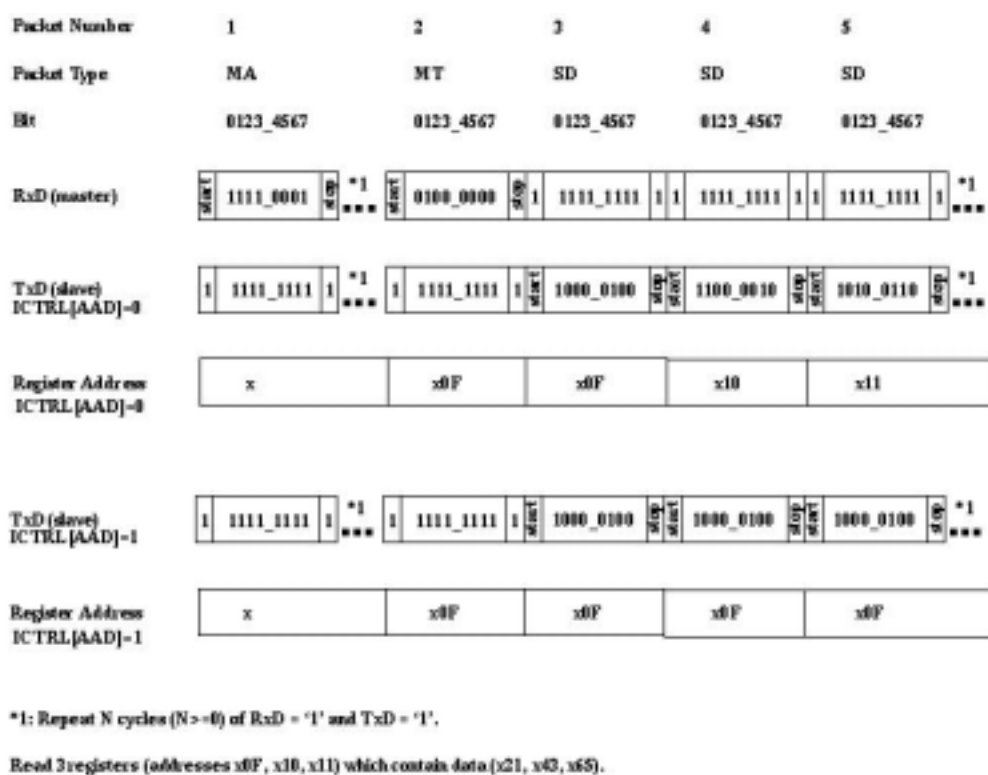 Packet Number 1 2 3 4 5
Packet Type MA MT SD SD SD
Bit 0123_4567 0123_4567 0123_4567 0123_4567 0123_4567
RxD (master) start 1111_0001 stop *1 ... start 0100_0000 stop 1 1111_1111 1 1 1111_1111 1 1 1111_1111 1 *1 ...
TxD (slave) 1 1111_1111 1 *1 ... 1 1111_1111 1 start 1000_0100 stop start 1100_0010 stop start 1010_0110 stop *1 ...
ICTRL[AAD]=0
Register Address x x0F x0F x10 x11
ICTRL[AAD]=0
TxD (slave) 1 1111_1111 1 *1 ... 1 1111_1111 1 start 1000_0100 stop start 1000_0100 stop start 1000_0100 stop *1 ...
ICTRL[AAD]=1
Register Address x x0F x0F x0F x0F
ICTRL[AAD]=1
*1: Repeat N cycles (N>=0) of RxD = ‘1’ and TxD = ‘1’.
Read 3 registers (addresses x0F, x10, x11) which contain data (x21, x43, x65).